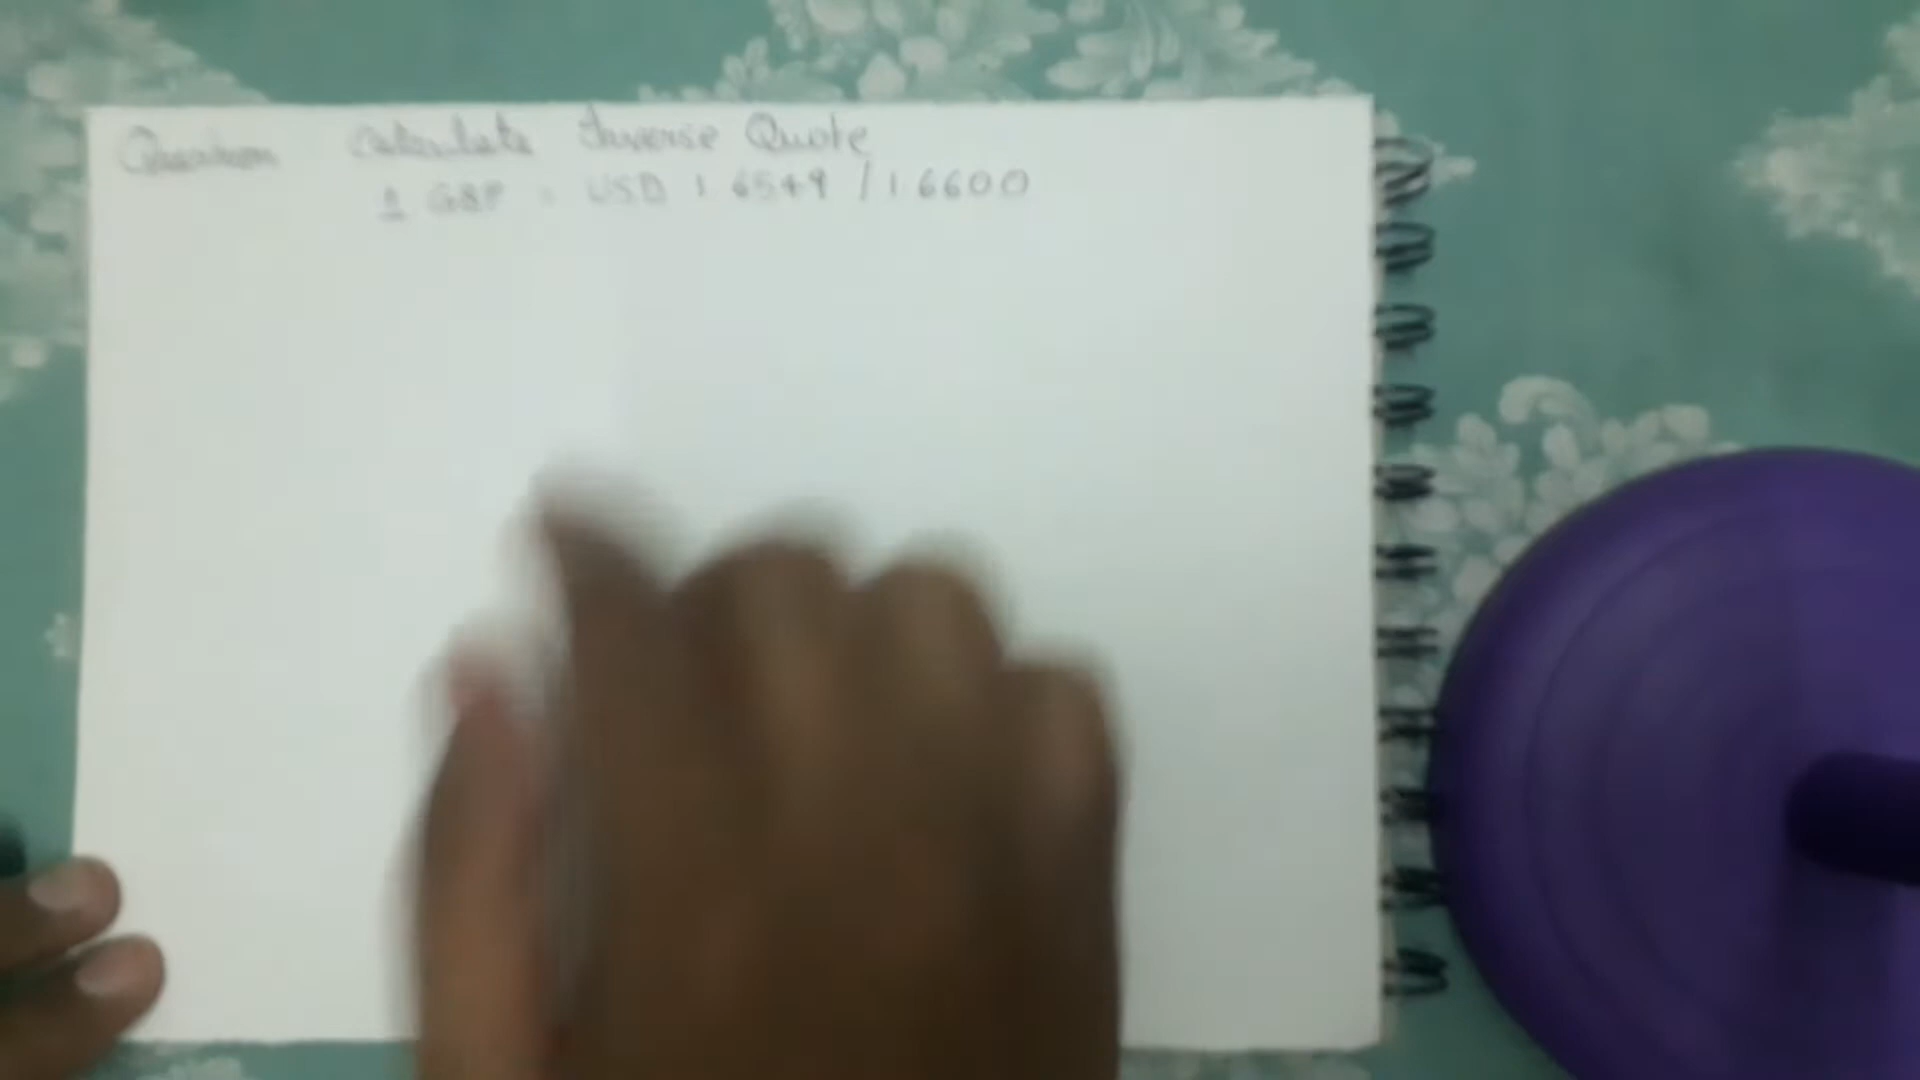 Question Calculate Inverse Quote
1 GBP = USD 1.6549 / 1.6600